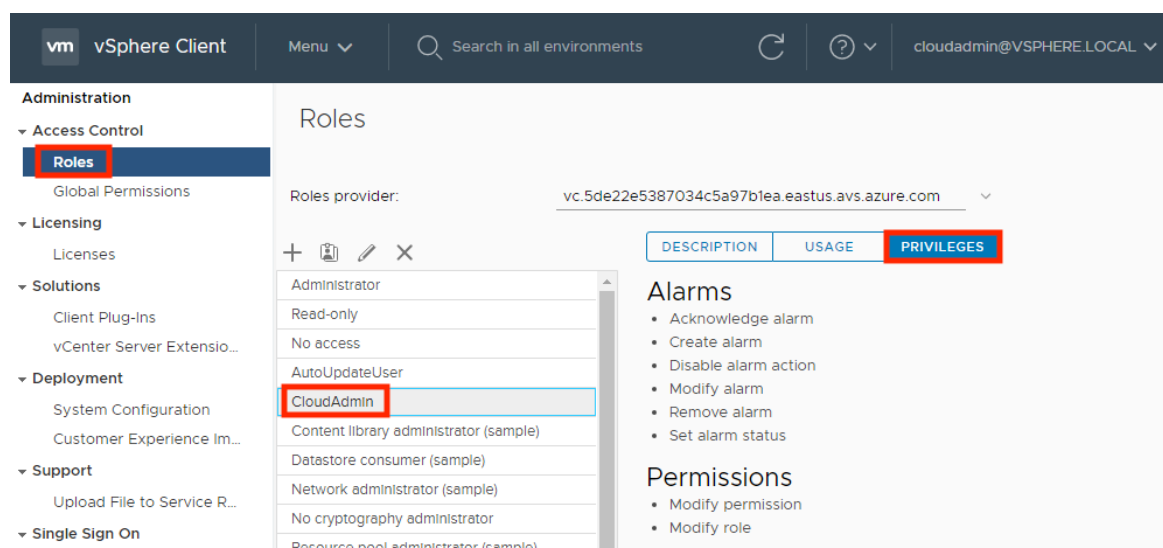 vm vSphere Client Menu Search in all environments ? cloudadmin@VSPHERE.LOCAL
Administration
Access Control
Roles
Global Permissions
Licensing
Licenses
Solutions
Client Plug-Ins
vCenter Server Extensio...
Deployment
System Configuration
Customer Experience Im...
Support
Upload File to Service R...
Single Sign On
Roles
Roles provider: vc.5de22e5387034c5a97b1ea.eastus.avs.azure.com
Administrator
Read-only
No access
AutoUpdateUser
CloudAdmin
Content library administrator (sample)
Datastore consumer (sample)
Network administrator (sample)
No cryptography administrator
Resource pool administrator (sample)
DESCRIPTION USAGE PRIVILEGES
Alarms
• Acknowledge alarm
• Create alarm
• Disable alarm action
• Modify alarm
• Remove alarm
• Set alarm status
Permissions
• Modify permission
• Modify role